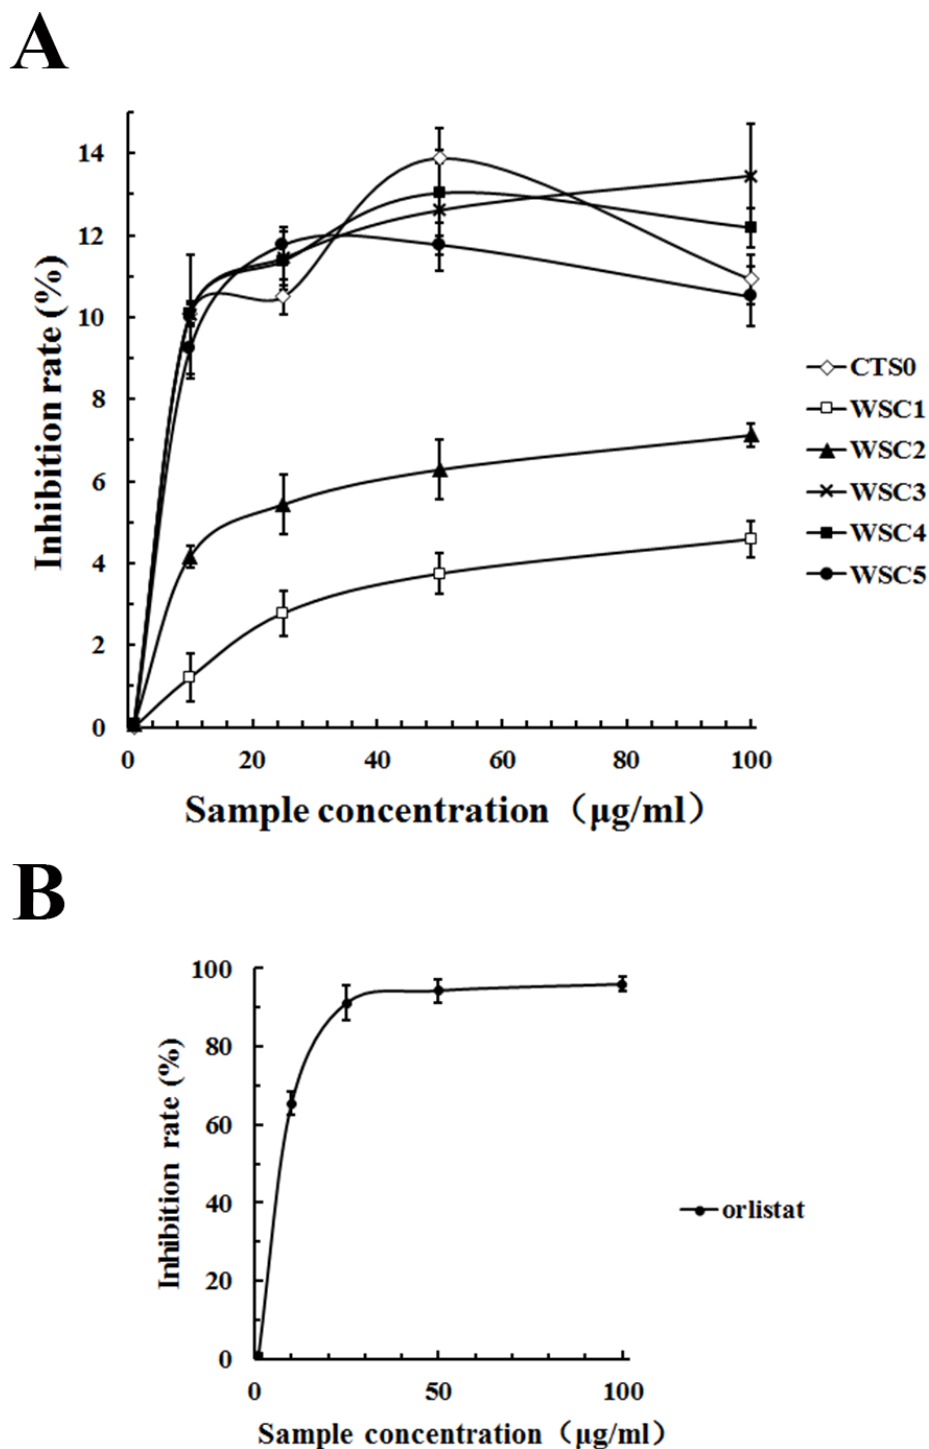 A
14
12
10
8
6
4
2
0
Inhibition rate (%)
0 20 40 60 80 100
Sample concentration（μg/ml）
CTS0
WSC1
WSC2
WSC3
WSC4
WSC5
B
100
80
60
40
20
0
Inhibition rate (%)
0 50 100
Sample concentration（μg/ml）
orlistat